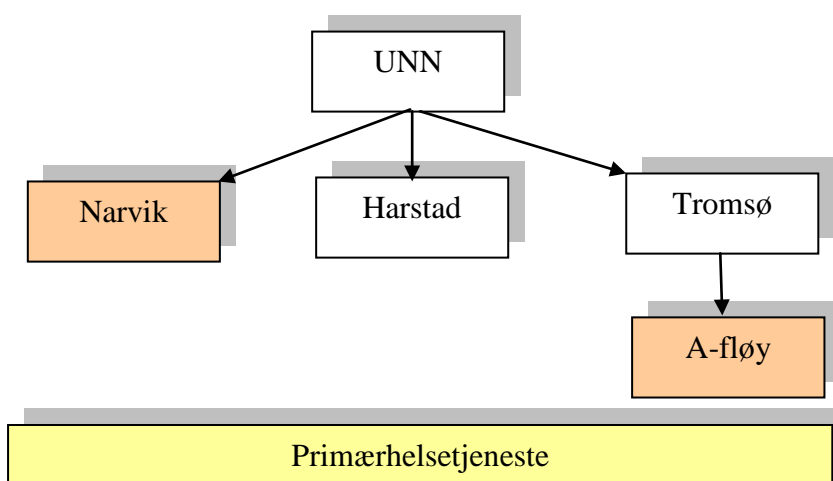 UNN
Narvik
Harstad
Tromsø
A-fløy
Primærhelsetjeneste